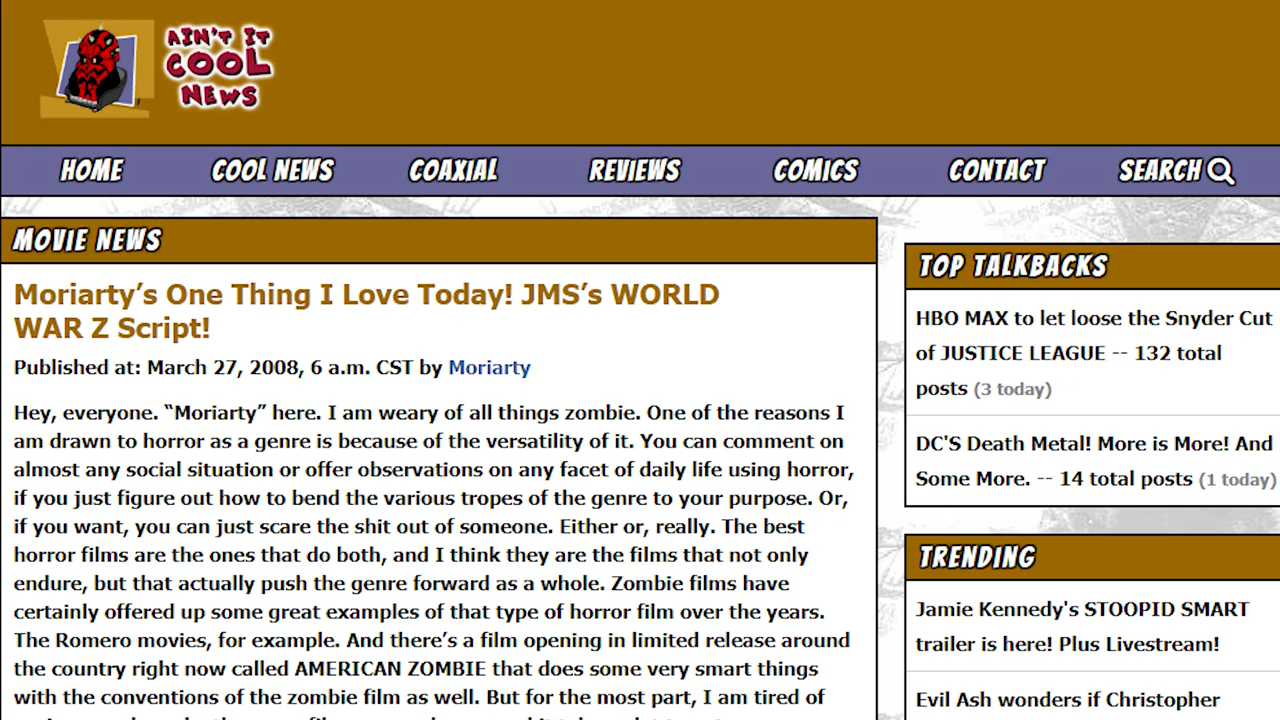 AIN'T IT
COOL
NEWS
HOME COOL NEWS COAXIAL REVIEWS COMICS CONTACT SEARCH
MOVIE NEWS
Moriarty’s One Thing I Love Today! JMS’s WORLD
WAR Z Script!
Published at: March 27, 2008, 6 a.m. CST by Moriarty
Hey, everyone. “Moriarty” here. I am weary of all things zombie. One of the reasons I
am drawn to horror as a genre is because of the versatility of it. You can comment on
almost any social situation or offer observations on any facet of daily life using horror,
if you just figure out how to bend the various tropes of the genre to your purpose. Or,
if you want, you can just scare the shit out of someone. Either or, really. The best
horror films are the ones that do both, and I think they are the films that not only
endure, but that actually push the genre forward as a whole. Zombie films have
certainly offered up some great examples of that type of horror film over the years.
The Romero movies, for example. And there’s a film opening in limited release around
the country right now called AMERICAN ZOMBIE that does some very smart things
with the conventions of the zombie film as well. But for the most part, I am tired of
TOP TALKBACKS
HBO MAX to let loose the Snyder Cut
of JUSTICE LEAGUE -- 132 total
posts (3 today)
DC'S Death Metal! More is More! And
Some More. -- 14 total posts (1 today)
TRENDING
Jamie Kennedy's STOOPID SMART
trailer is here! Plus Livestream!
Evil Ash wonders if Christopher